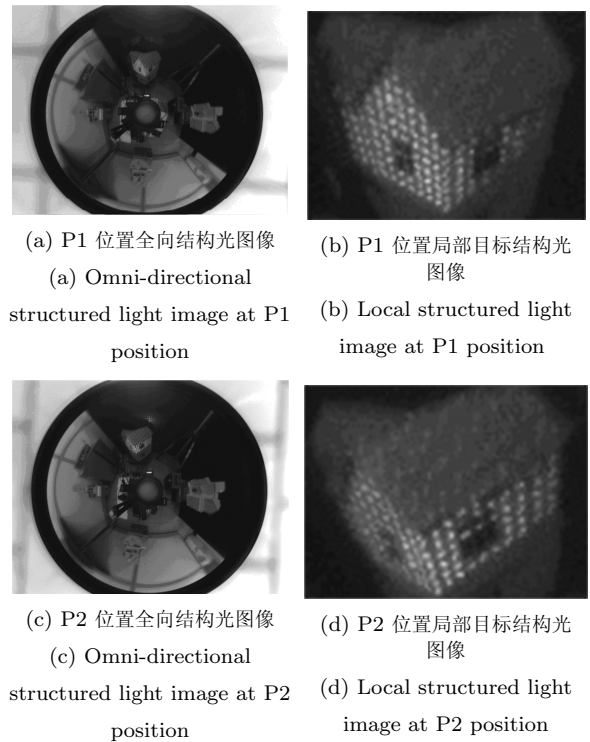 (a) P1 位置全向结构光图像
(a) Omni-directional
structured light image at P1
position
(b) P1 位置局部目标结构光
图像
(b) Local structured light
image at P1 position
(c) P2 位置全向结构光图像
(c) Omni-directional
structured light image at P2
position
(d) P2 位置局部目标结构光
图像
(d) Local structured light
image at P2 position